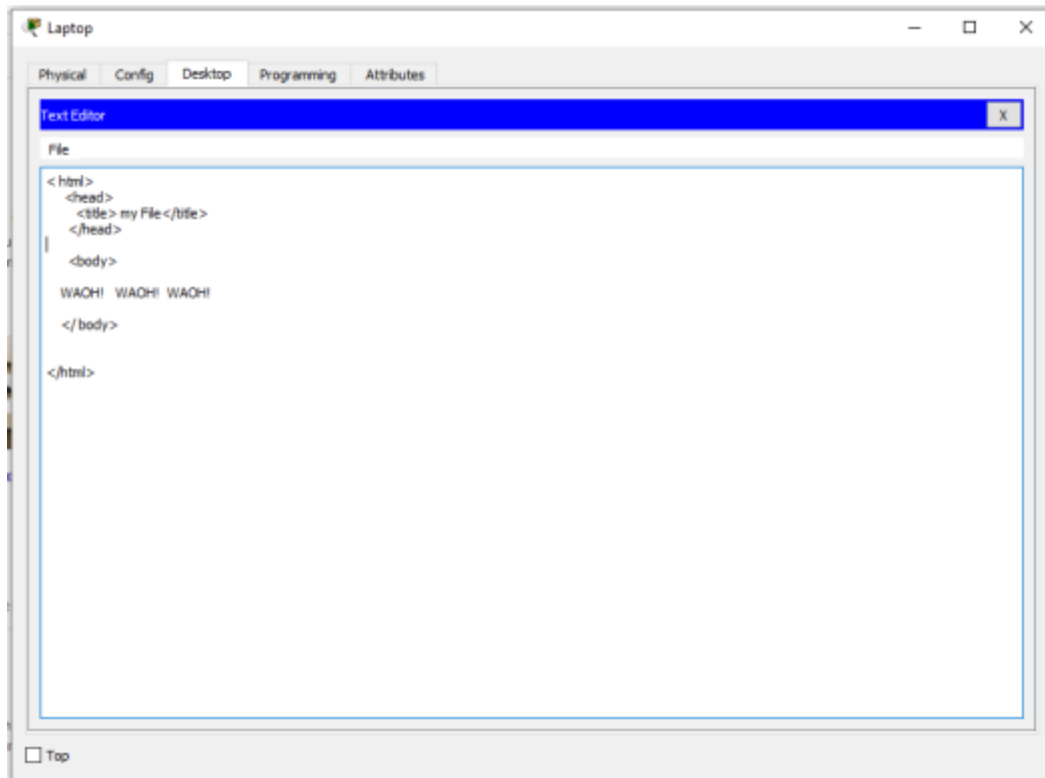 Laptop
Physical Config Desktop Programming Attributes
Text Editor X
File
< html>
<head>
<title> my File</title>
</head>
<body>
WAOH! WAOH! WAOH!
</ body>
</html>
Top